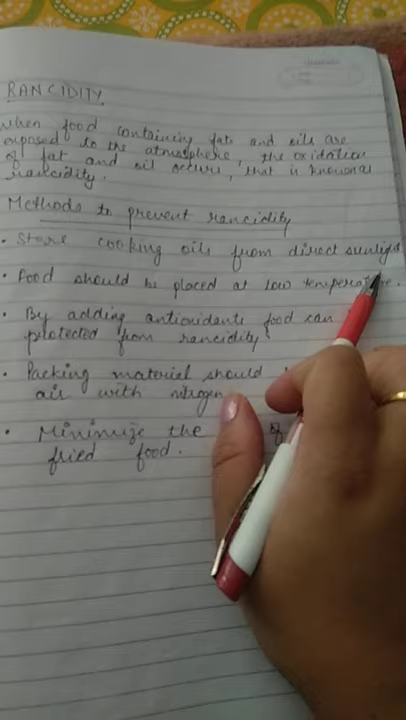 RANCIDITY
When food containing fats and oils are
exposed to the atmosphere, the oxidation
of fat and oil occurs, that is known as
rancidity.
Methods to prevent rancidity
• Store cooking oils from direct sunlight
• Food should be placed at low temperature.
• By adding antioxidants food can
protected from rancidity
• Packing material should
air with nitrogen
• Minimize the of
fried food.